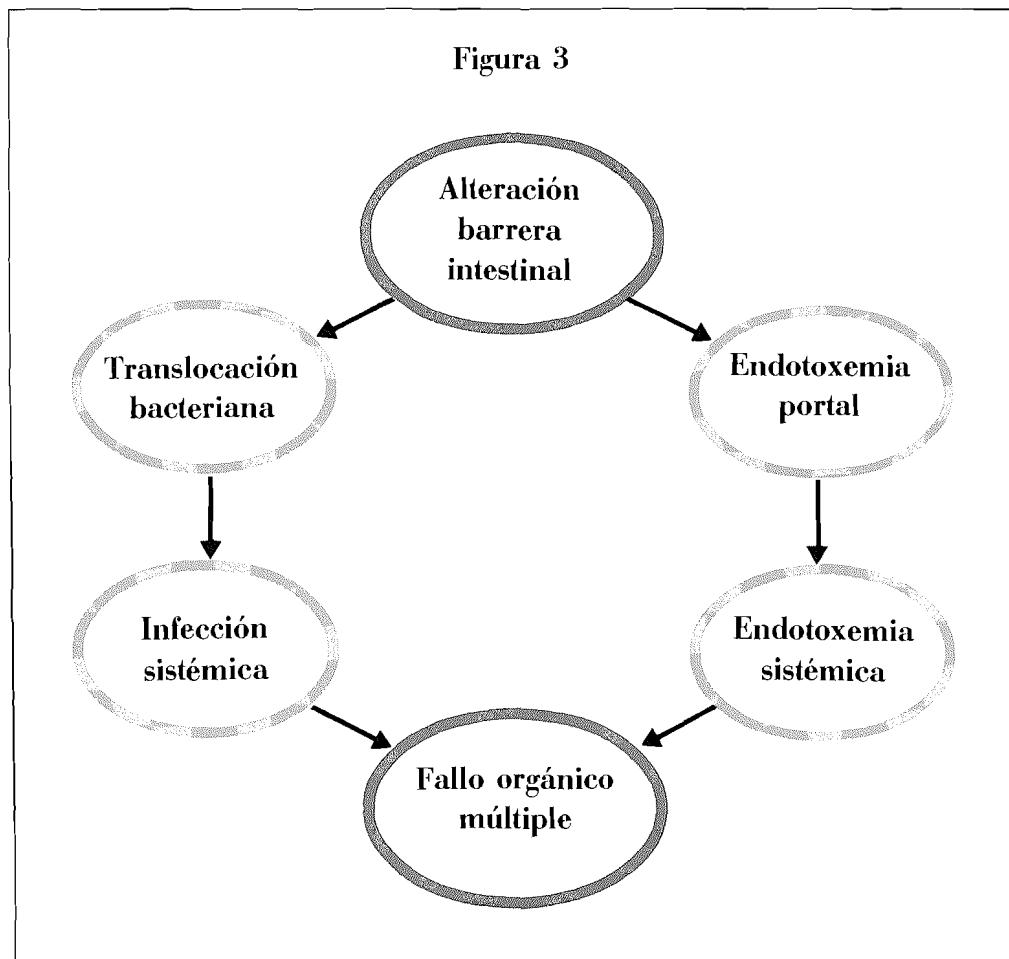 Figura 3
Alteración
barrera
intestinal
Translocación
bacteriana
Endotoxemia
portal
Infección
sistémica
Endotoxemia
sistémica
Fallo orgánico
múltiple